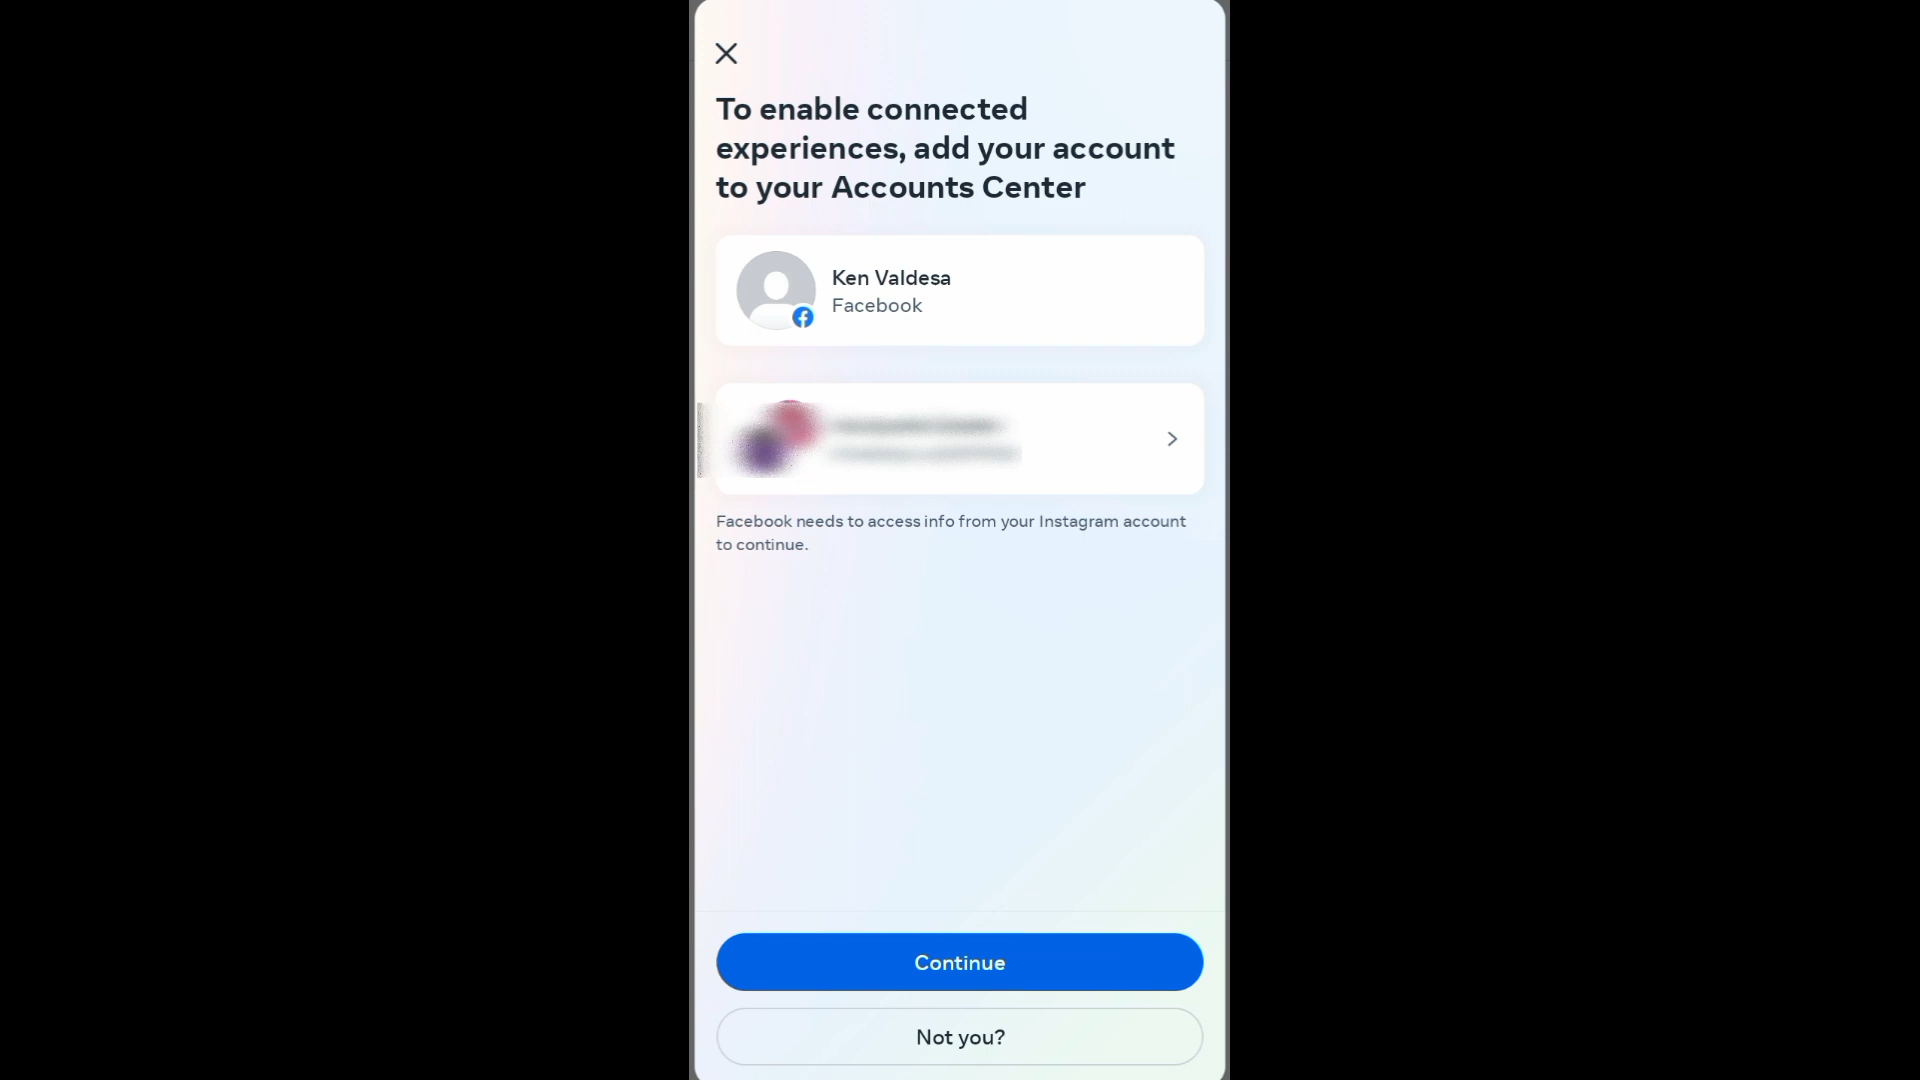 To enable connected
experiences, add your account
to your Accounts Center
Ken Valdesa
Facebook
Facebook needs to access info from your Instagram account
to continue.
Continue
Not you?